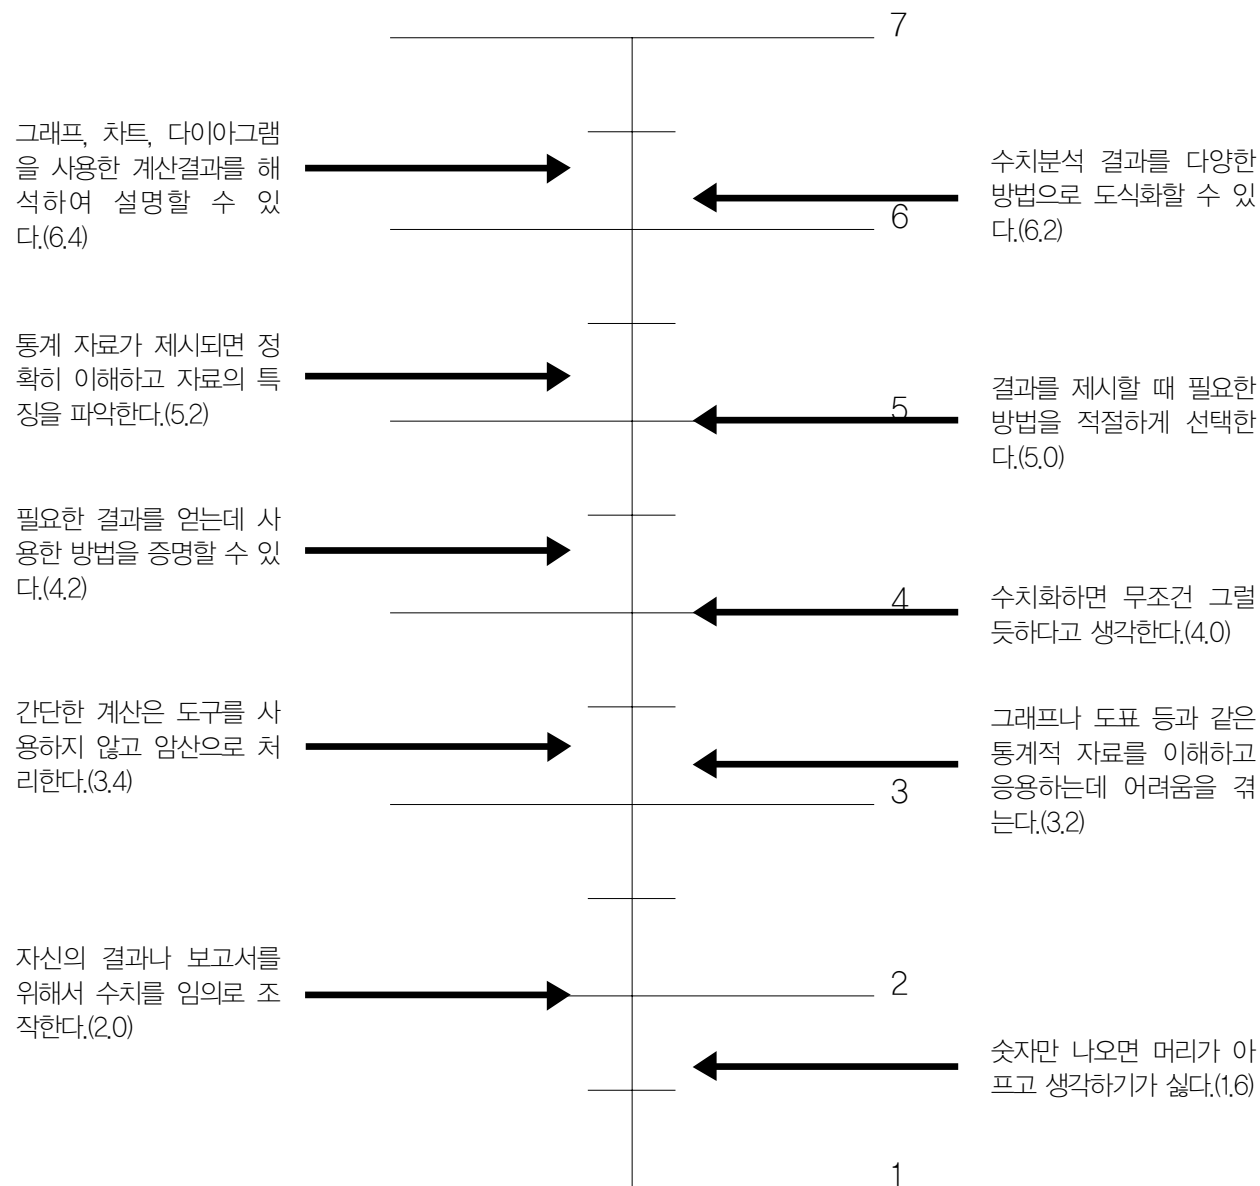 7
그래프, 차트, 다이아그램
을 사용한 계산결과를 해
석하여 설명할 수 있
다.(6.4)
수치분석 결과를 다양한
방법으로 도식화할 수 있
다.(6.2)
6
통계 자료가 제시되면 정
확히 이해하고 자료의 특
징을 파악한다.(5.2)
결과를 제시할 때 필요한
방법을 적절하게 선택한
다.(5.0)
5
필요한 결과를 얻는데 사
용한 방법을 증명할 수 있
다.(4.2)
4
수치화하면 무조건 그럴
듯하다고 생각한다.(4.0)
간단한 계산은 도구를 사
용하지 않고 암산으로 처
리한다.(3.4)
그래프나 도표 등과 같은
통계적 자료를 이해하고
응용하는데 어려움을 겪
는다.(3.2)
3
자신의 결과나 보고서를
위해서 수치를 임의로 조
작한다.(2.0)
2
숫자만 나오면 머리가 아
프고 생각하기가 싫다.(1.6)
1